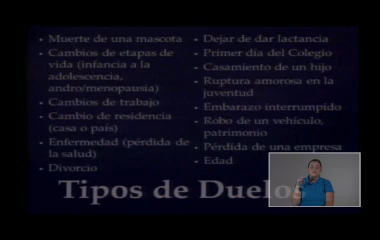 • Muerte de una mascota
• Cambios de etapas de
vida (infancia a la
adolescencia,
andro/menopausia)
• Cambios de trabajo
• Cambio de residencia
(casa o país)
• Enfermedad (pérdida de
la salud)
• Divorcio
• Dejar de dar lactancia
• Primer día del Colegio
• Casamiento de un hijo
• Ruptura amorosa en la
juventud
• Embarazo interrumpido
• Robo de un vehículo,
patrimonio
• Pérdida de una empresa
• Edad
Tipos de Duelos